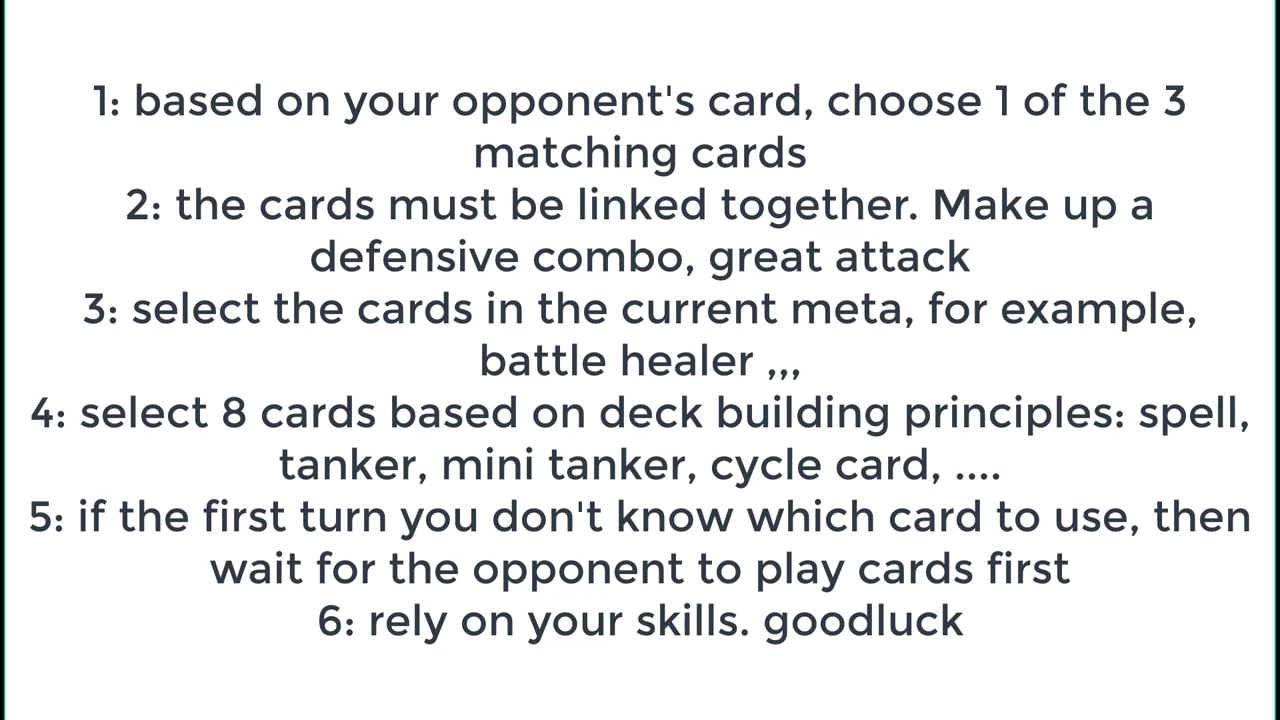 1: based on your opponent's card, choose 1 of the 3
matching cards
2: the cards must be linked together. Make up a
defensive combo, great attack
3: select the cards in the current meta, for example,
battle healer ,,,
4: select 8 cards based on deck building principles: spell,
tanker, mini tanker, cycle card, ....
5: if the first turn you don't know which card to use, then
wait for the opponent to play cards first
6: rely on your skills. goodluck